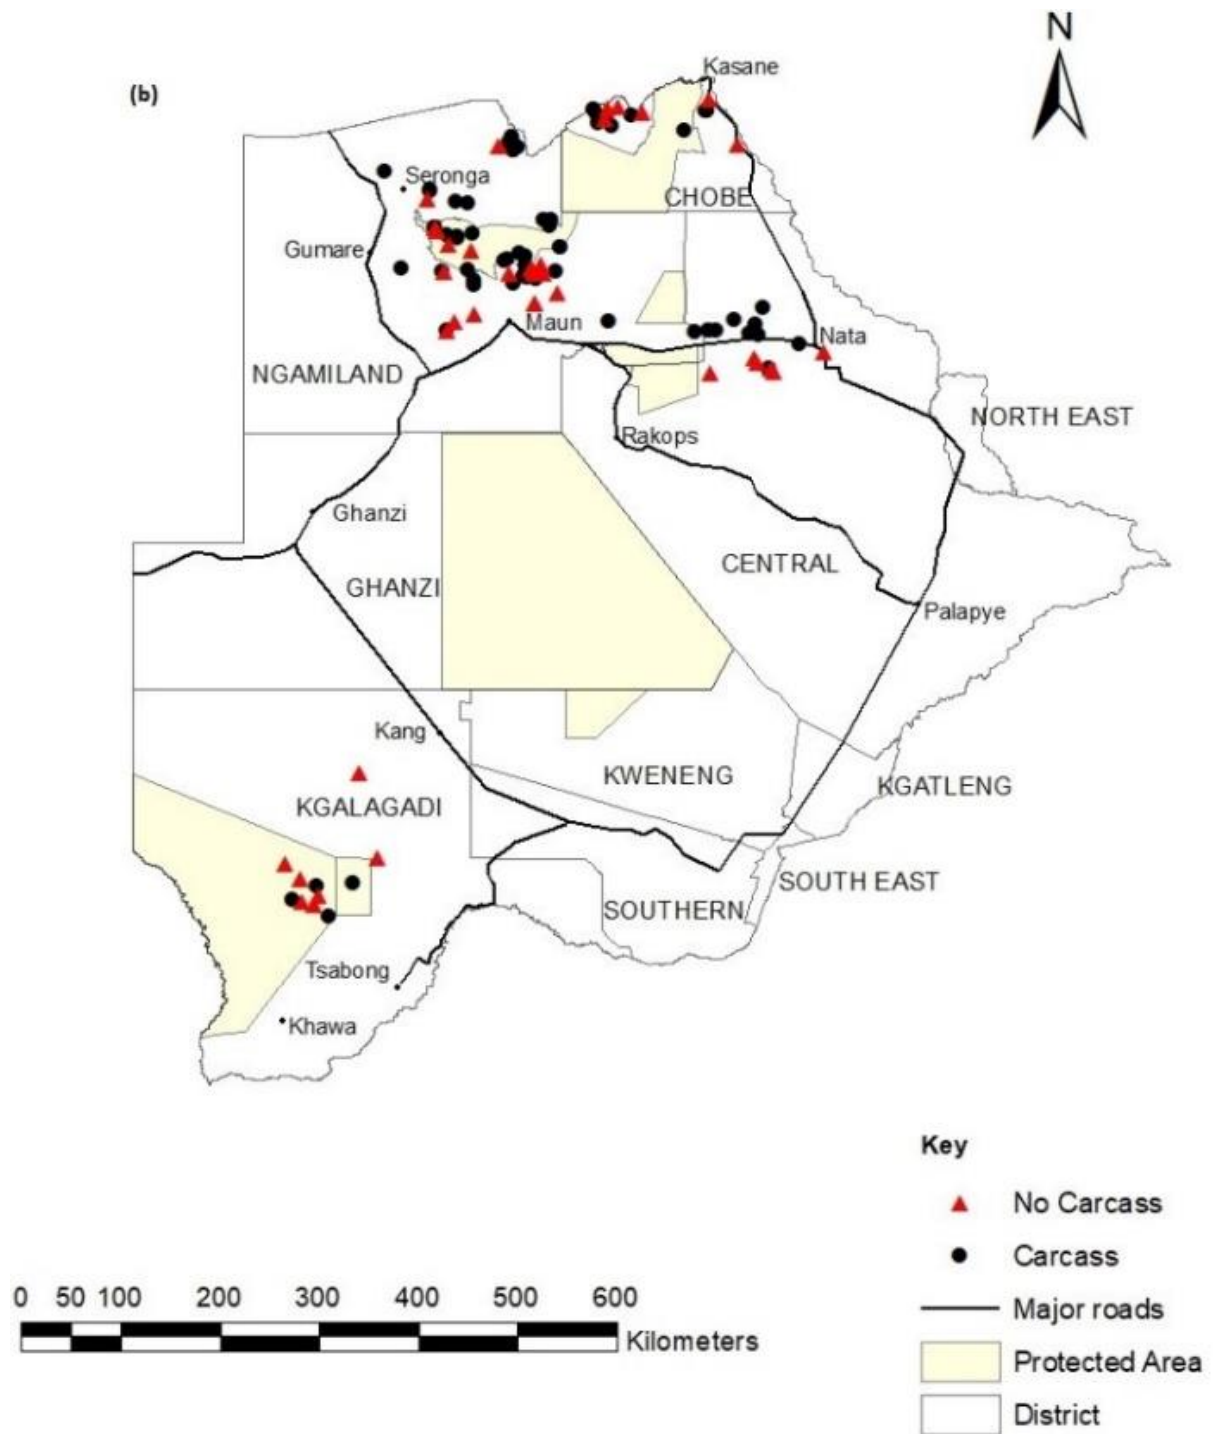 N
Kasane
(b)
Seronga
CHOBE
Gumare
Maun
Nata
NGAMILAND
NORTH EAST
Rakops
Ghanzi
CENTRAL
GHANZI
Palapye
Kang
KWENENG
KGATLENG
KGALAGADI
SOUTH EAST
SOUTHERN
Tsabong
Khawa
Key
No Carcass
Carcass
0 50 100 200 300 400 500 600
Major roads
Kilometers
Protected Area
District